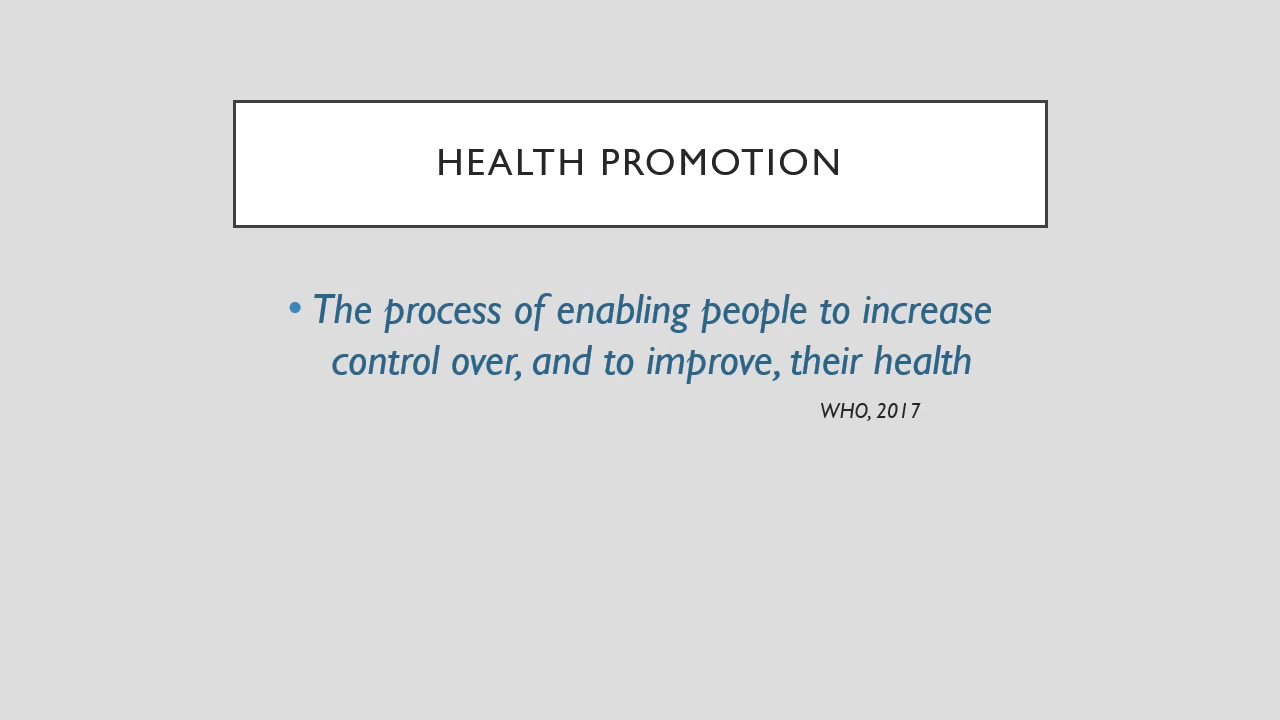 HEALTH PROMOTION
• The process of enabling people to increase
control over, and to improve, their health
WHO, 2017